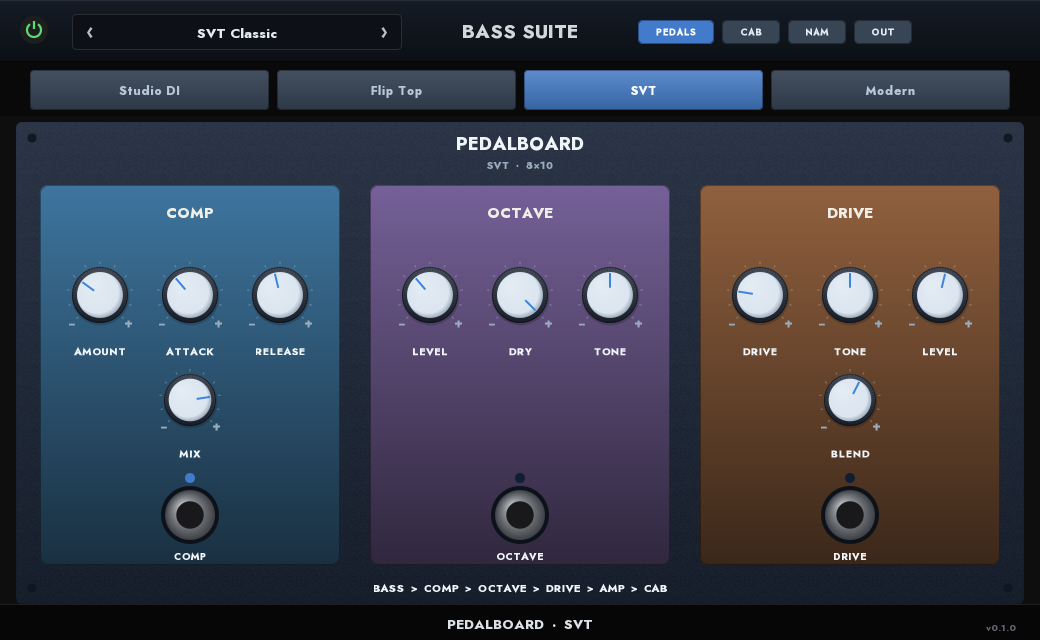 ‹ SVT Classic › BASS SUITE PEDALS CAB NAM OUT
Studio DI Flip Top SVT Modern
PEDALBOARD
SVT · 8x10
COMP OCTAVE DRIVE
- + - + - + - + - + - + - + - + - +
AMOUNT ATTACK RELEASE LEVEL DRY TONE DRIVE TONE LEVEL
- + - +
MIX BLEND
COMP OCTAVE DRIVE
BASS > COMP > OCTAVE > DRIVE > AMP > CAB
PEDALBOARD · SVT
v0.1.0